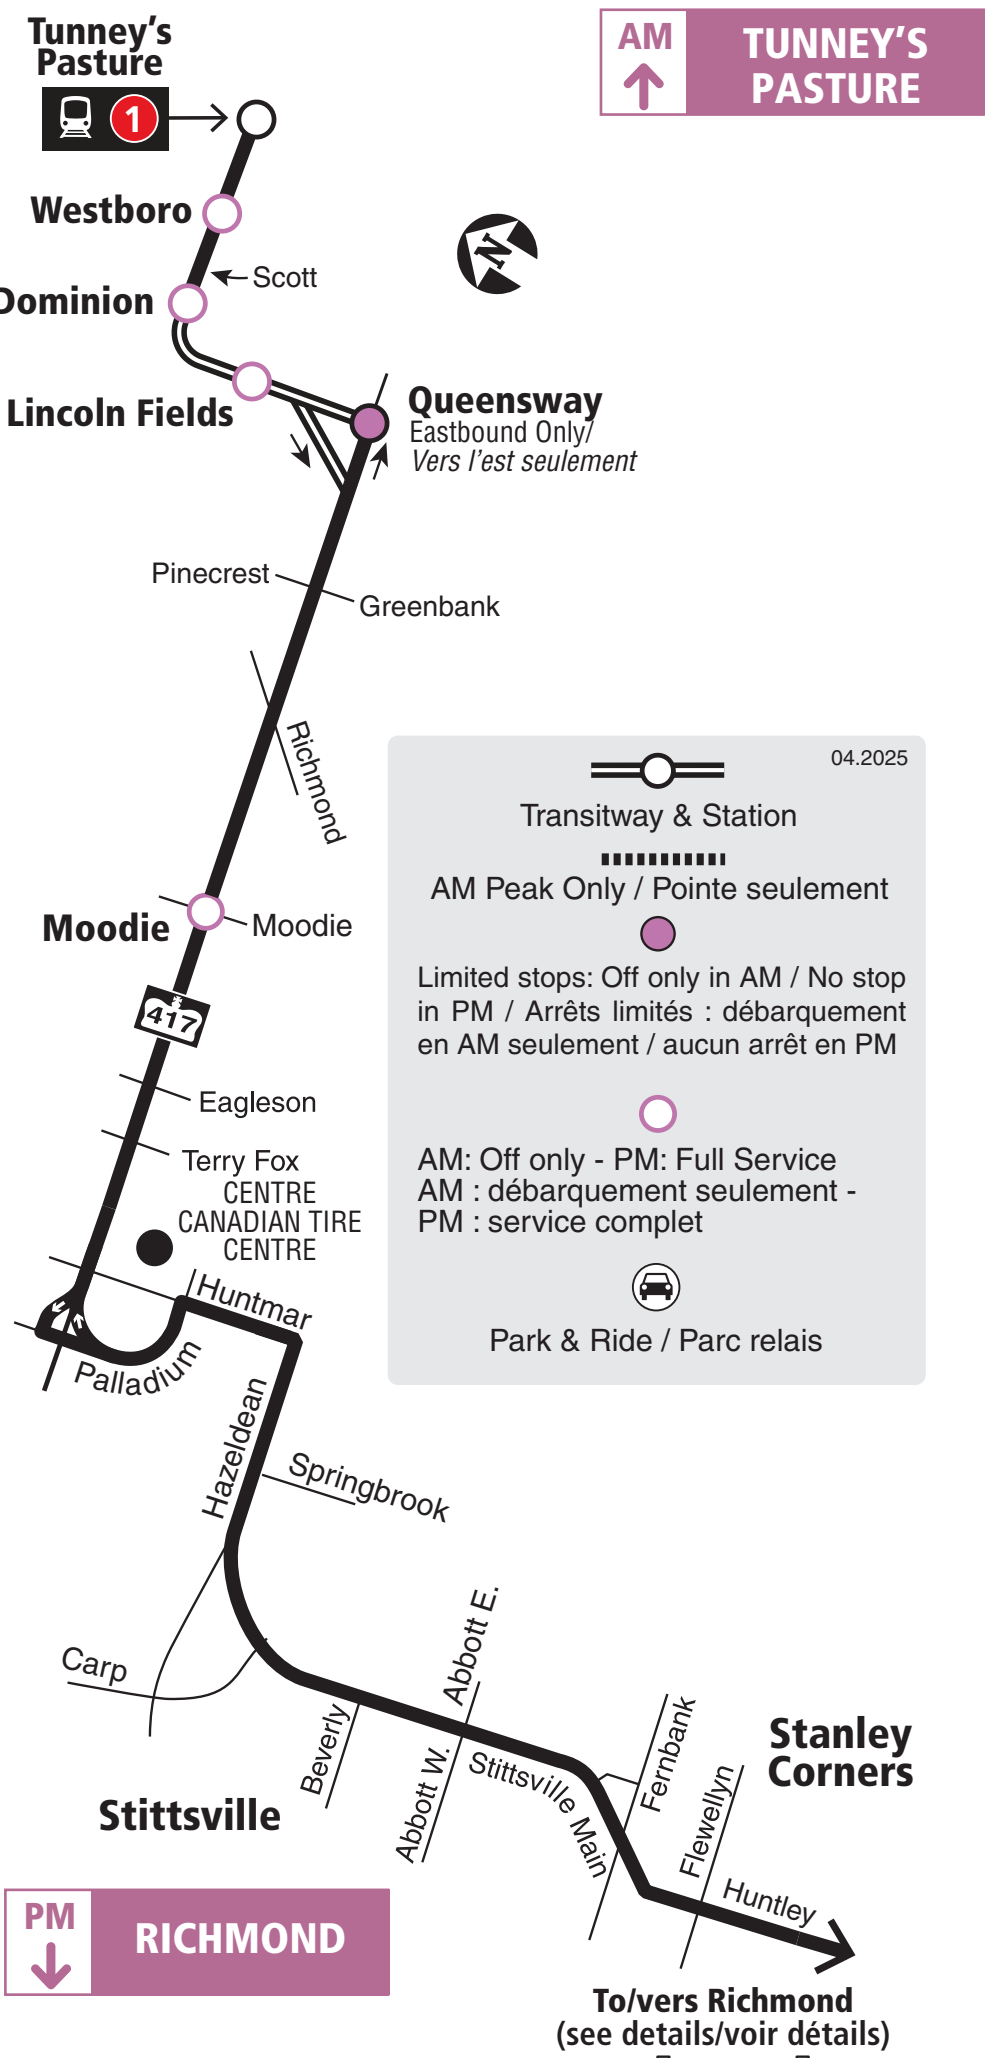 Tunney's
Pasture
1
AM
TUNNEY'S
PASTURE
Westboro
N
Scott
Dominion
Lincoln Fields
Queensway
Eastbound Only/
Vers l'est seulement
Pinecrest
Greenbank
Richmond
04.2025
Transitway & Station
AM Peak Only / Pointe seulement
Limited stops: Off only in AM / No stop
in PM / Arrêts limités : débarquement
en AM seulement / aucun arrêt en PM
AM: Off only - PM: Full Service
AM : débarquement seulement -
PM : service complet
Park & Ride / Parc relais
Moodie
Moodie
417
Eagleson
Terry Fox
CENTRE
CANADIAN TIRE
CENTRE
Huntmar
Palladium
Hazeldean
Springbrook
Carp
Abbott E.
Beverly
Abbott W.
Stittsville Main
Fernbank
Flewellyn
Stanley
Corners
Stittsville
Huntley
PM
RICHMOND
To/vers Richmond
(see details/voir détails)